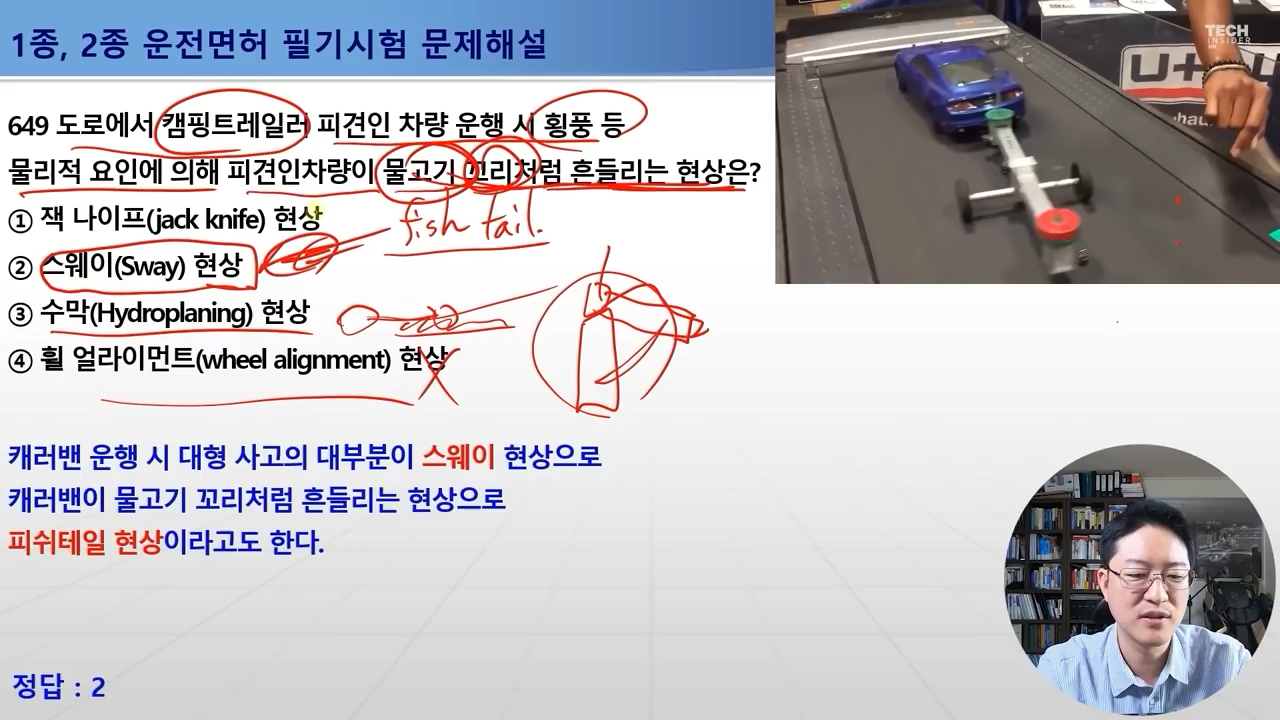 1종, 2종 운전면허 필기시험 문제해설
649 도로에서 캠핑트레일러 피견인 차량 운행 시 횡풍 등
물리적 요인에 의해 피견인차량이 물고기 꼬리처럼 흔들리는 현상은?
① 잭 나이프(jack knife) 현상
fish tail.
② 스웨이(Sway) 현상
③ 수막(Hydroplaning) 현상
④ 휠 얼라이먼트(wheel alignment) 현상
캐러밴 운행 시 대형 사고의 대부분이 스웨이 현상으로
캐러밴이 물고기 꼬리처럼 흔들리는 현상으로
피쉬테일 현상이라고도 한다.
정답 : 2
TECH
INSIDER
UK